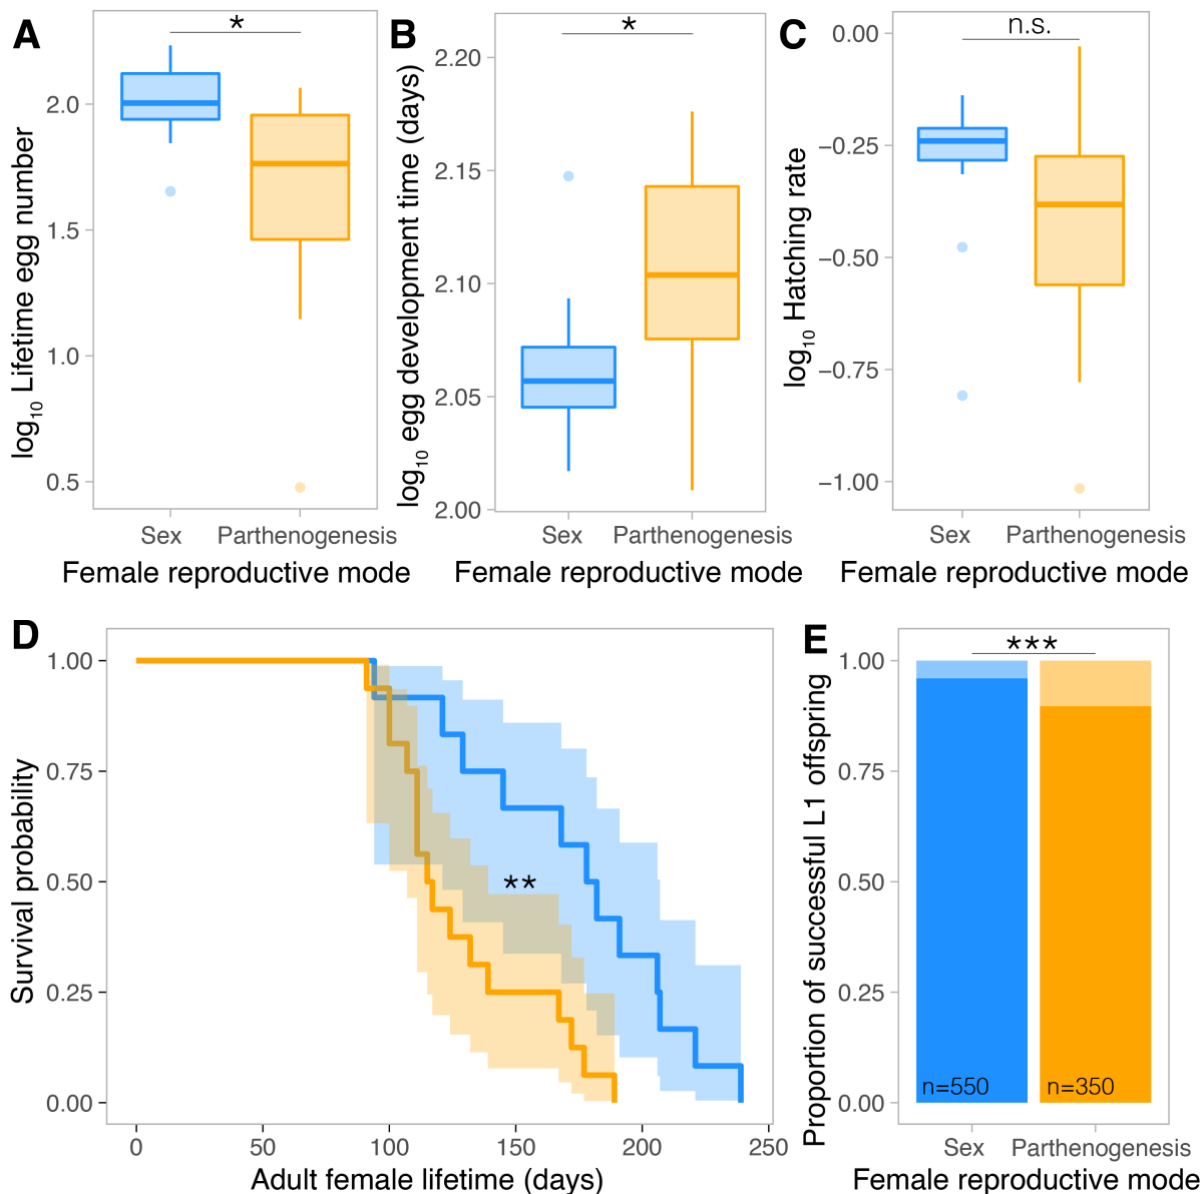 A
*
log10 Lifetime egg number
2.0
1.5
1.0
0.5
Sex
Parthenogenesis
Female reproductive mode
B
*
log10 egg development time (days)
2.20
2.15
2.10
2.05
2.00
Sex
Parthenogenesis
Female reproductive mode
C
n.s.
log10 Hatching rate
0.00
−0.25
−0.50
−0.75
−1.00
Sex
Parthenogenesis
Female reproductive mode
D
Survival probability
1.00
0.75
0.50
0.25
0.00
**
0
50
100
150
200
250
Adult female lifetime (days)
E
***
Proportion of successful L1 offspring
1.00
0.75
0.50
0.25
0.00
n=550
n=350
Sex
Parthenogenesis
Female reproductive mode